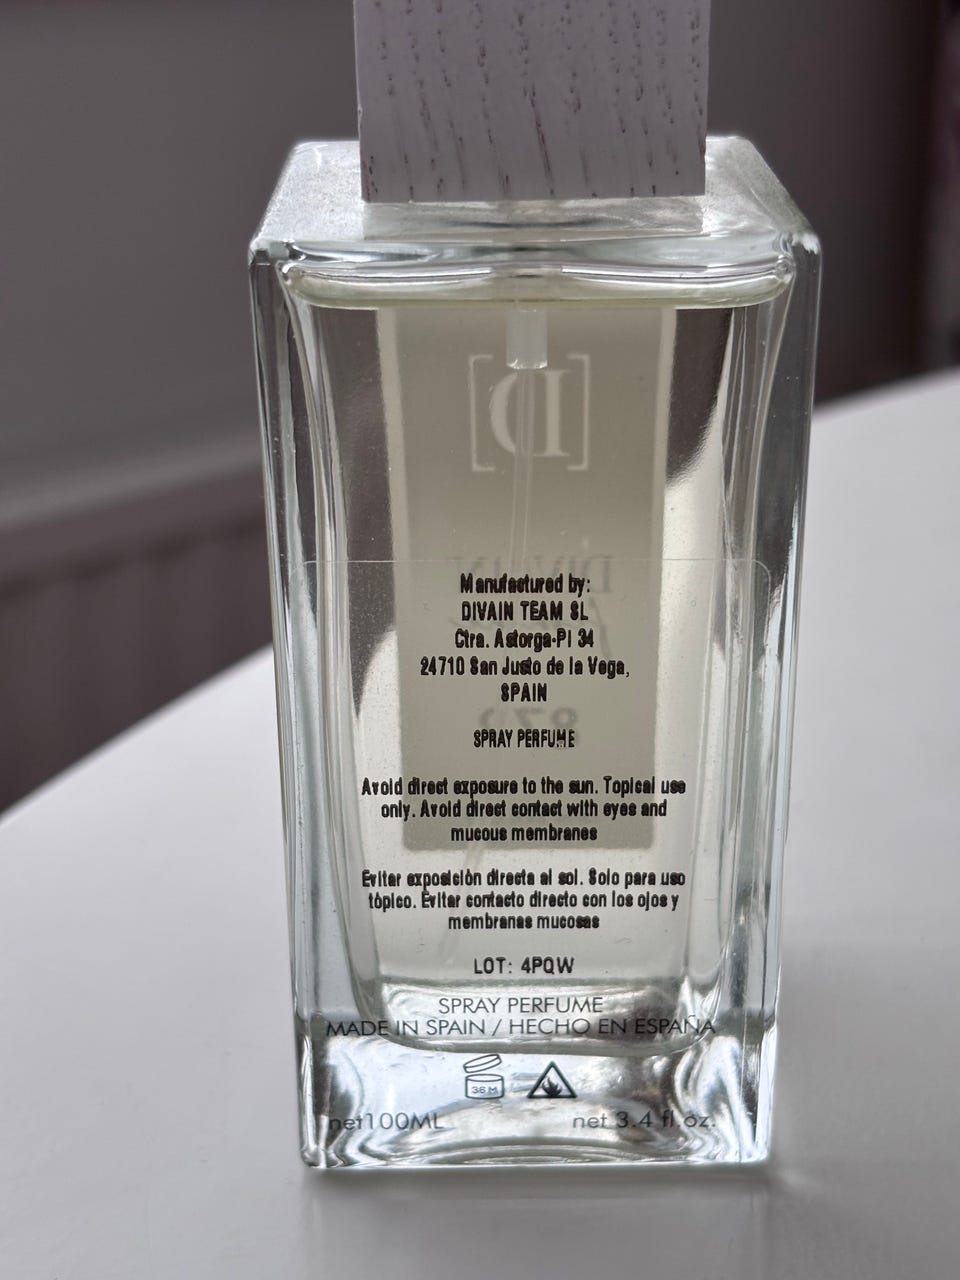 [D]
DIVAIN
Manufactured by:
DIVAIN TEAM SL
Ctra. Astorga-Pl 34
24710 San Justo de la Vega,
SPAIN
SPRAY PERFUME
Avoid direct exposure to the sun. Topical use
only. Avoid direct contact with eyes and
mucous membranes
Evitar exposición directa al sol. Solo para uso
tópico. Evitar contacto directo con los ojos y
membranas mucosas
LOT: 4PQW
SPRAY PERFUME
MADE IN SPAIN / HECHO EN ESPAÑA
36 M
net100ML net 3.4 fl.oz.